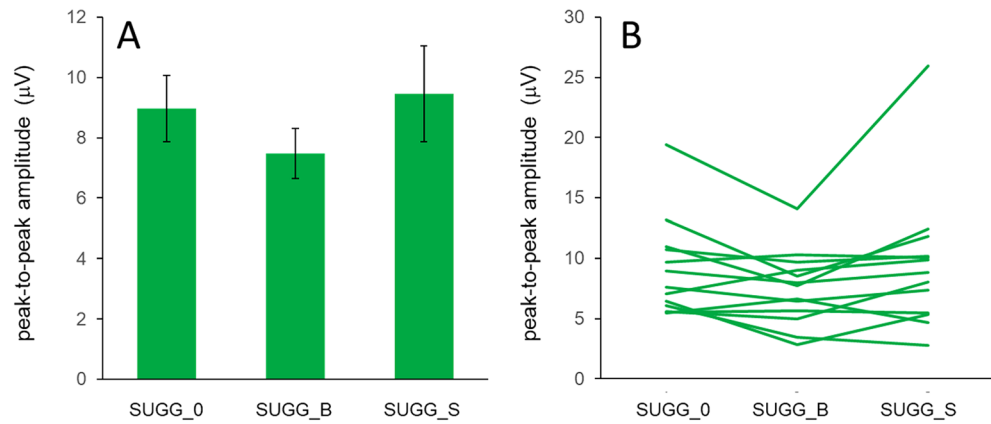 A
peak-to-peak amplitude (μV)
12
10
8
6
4
2
0
SUGG_0 SUGG_B SUGG_S
B
peak-to-peak amplitude (μV)
30
25
20
15
10
5
0
SUGG_0 SUGG_B SUGG_S